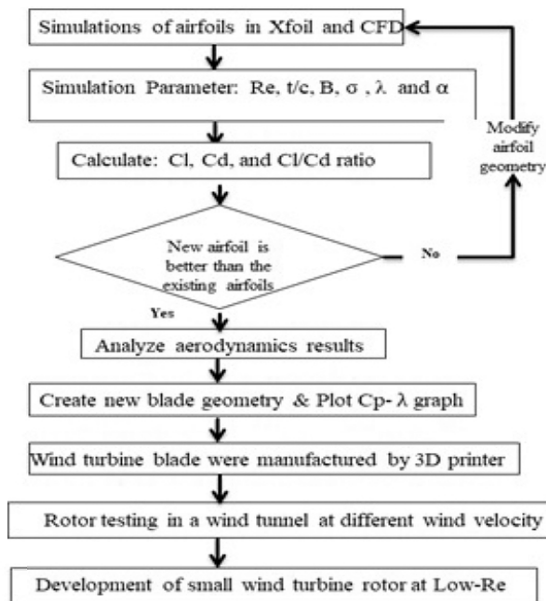 Simulations of airfoils in Xfoil and CFD
Simulation Parameter: Re, t/c, B, σ , λ and α
Modify
airfoil
geometry
Calculate: Cl, Cd, and Cl/Cd ratio
New airfoil is
better than the
existing airfoils
No
Yes
Analyze aerodynamics results
Create new blade geometry & Plot Cp- λ graph
Wind turbine blade were manufactured by 3D printer
Rotor testing in a wind tunnel at different wind velocity
Development of small wind turbine rotor at Low-Re